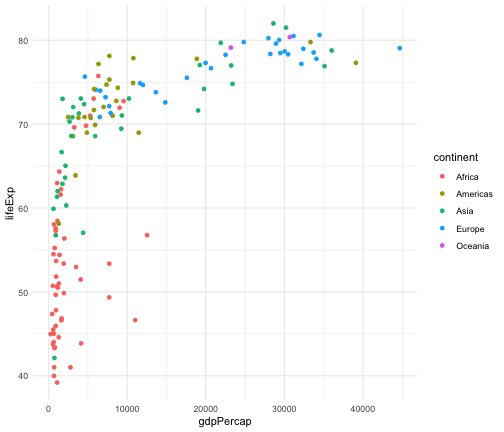 80
70
60
50
40
lifeExp
0
10000
20000
30000
40000
gdpPercap
continent
Africa
Americas
Asia
Europe
Oceania